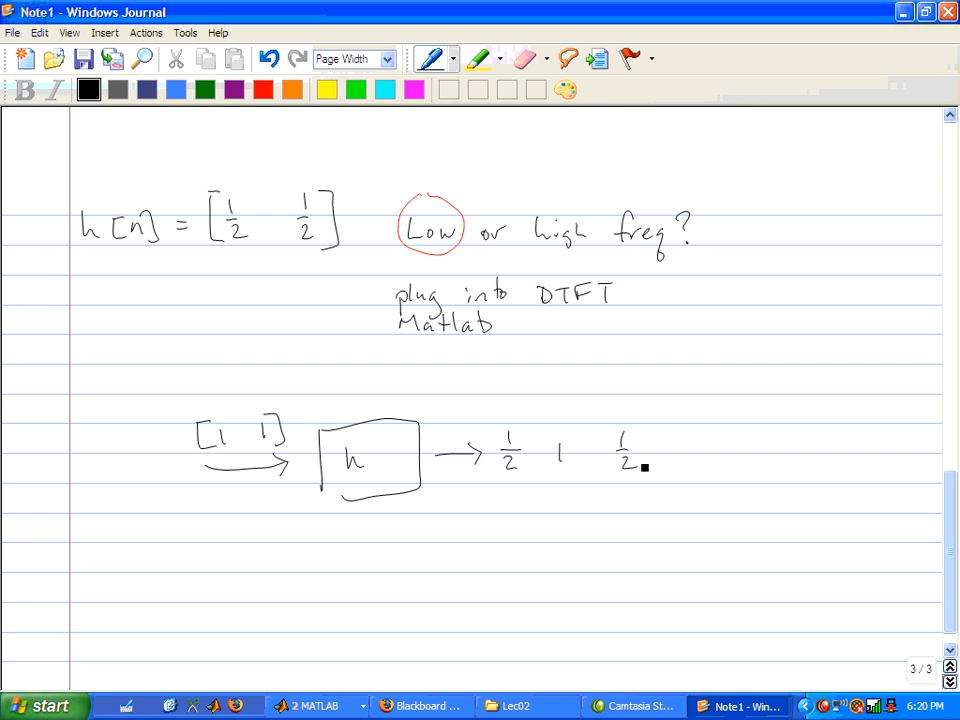 Note1 - Windows Journal
File Edit View Insert Actions Tools Help
Page Width
B I
h[n] = [1/2 1/2] Low or high freq?
plug into DTFT
Matlab
[1 1] → h → 1/2 1 1/2
3 / 3
start 2 MATLAB Blackboard ... Lec02 Camtasia St... Note1 - Win... 6:20 PM